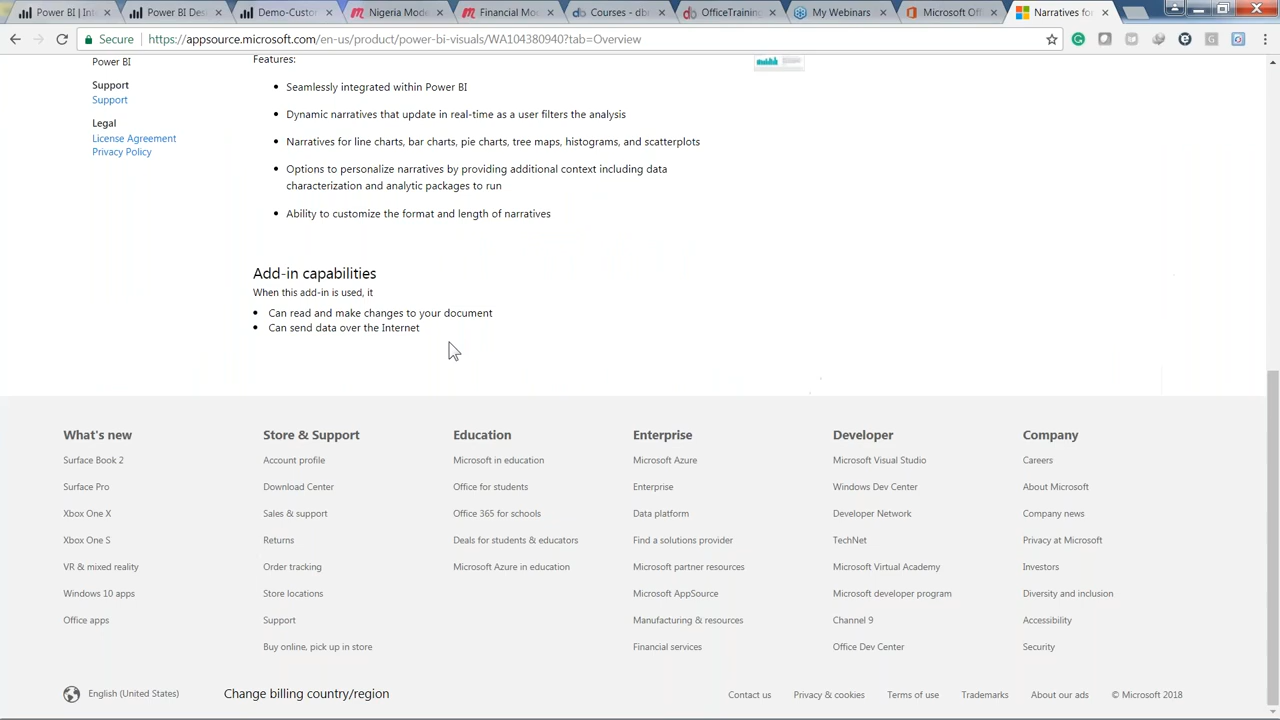 Power BI | Int
Power BI Des
Demo-Custo
Nigeria Mode
Financial Mo
Courses - dbr
OfficeTraining
My Webinars
Microsoft Off
Narratives for
Secure
https://appsource.microsoft.com/en-us/product/power-bi-visuals/WA104380940?tab=Overview
Power BI
Support
Support
Legal
License Agreement
Privacy Policy
Features:
Seamlessly integrated within Power BI
Dynamic narratives that update in real-time as a user filters the analysis
Narratives for line charts, bar charts, pie charts, tree maps, histograms, and scatterplots
Options to personalize narratives by providing additional context including data
characterization and analytic packages to run
Ability to customize the format and length of narratives
Add-in capabilities
When this add-in is used, it
Can read and make changes to your document
Can send data over the Internet
What's new
Surface Book 2
Surface Pro
Xbox One X
Xbox One S
VR & mixed reality
Windows 10 apps
Office apps
Store & Support
Account profile
Download Center
Sales & support
Returns
Order tracking
Store locations
Support
Buy online, pick up in store
Education
Microsoft in education
Office for students
Office 365 for schools
Deals for students & educators
Microsoft Azure in education
Enterprise
Microsoft Azure
Enterprise
Data platform
Find a solutions provider
Microsoft partner resources
Microsoft AppSource
Manufacturing & resources
Financial services
Developer
Microsoft Visual Studio
Windows Dev Center
Developer Network
TechNet
Microsoft Virtual Academy
Microsoft developer program
Channel 9
Office Dev Center
Company
Careers
About Microsoft
Company news
Privacy at Microsoft
Investors
Diversity and inclusion
Accessibility
Security
English (United States)
Change billing country/region
Contact us
Privacy & cookies
Terms of use
Trademarks
About our ads
© Microsoft 2018